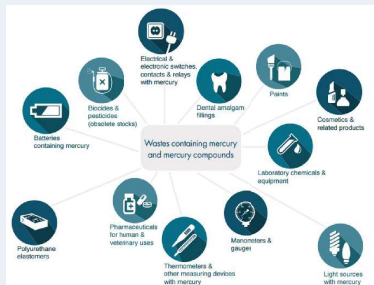 Electrical &
electronic switches,
contacts & relays
with mercury
Biocides &
pesticides
(obsolete stocks)
Dental amalgam
fillings
Paints
Cosmetics &
related products
Batteries
containing mercury
Wastes containing mercury
and mercury compounds
Laboratory chemicals &
equipment
Pharmaceuticals
for human &
veterinary uses
Manometers &
gauges
Polyurethane
elastomers
Thermometers &
other measuring devices
with mercury
Light sources
with mercury